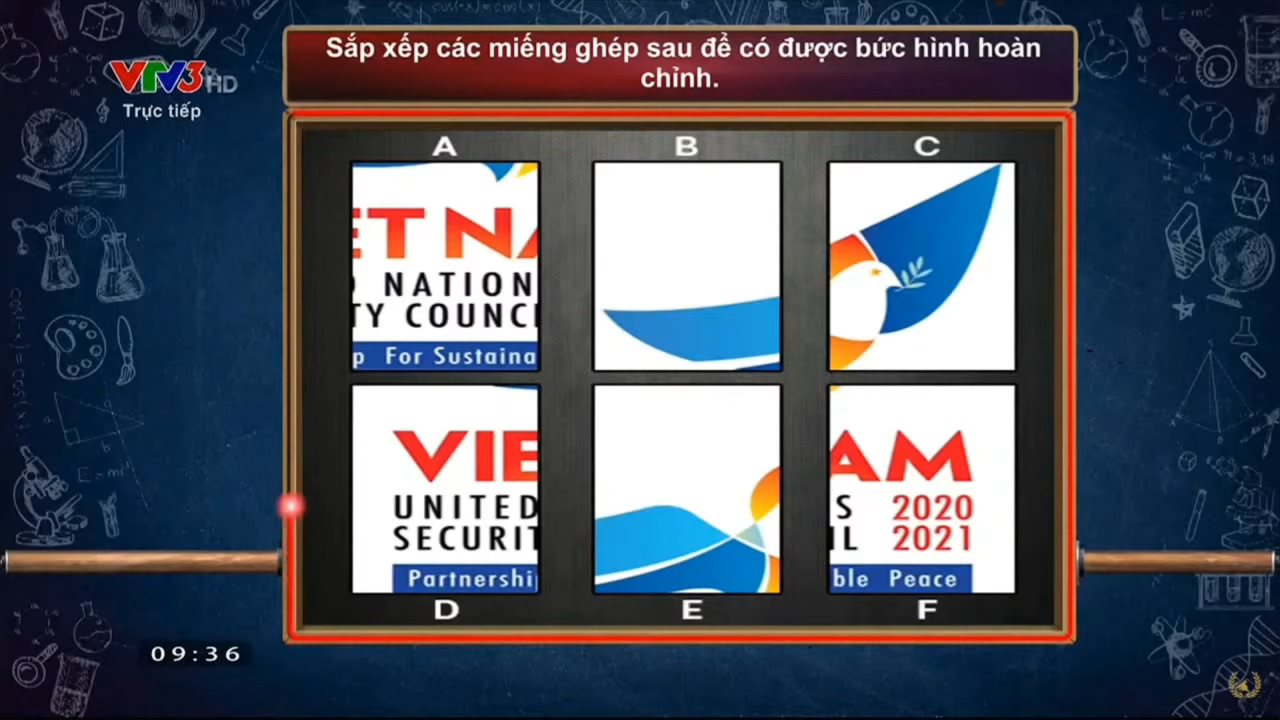 Sắp xếp các miếng ghép sau để có được bức hình hoàn
chỉnh.
VTV3 HD
Trực tiếp
A B C
ET NA
D NATION
TY COUNCI
p For Sustaina
VIE
UNITED
SECURIT
Partnershi
AM
S 2020
IL 2021
ble Peace
D E F
09:36